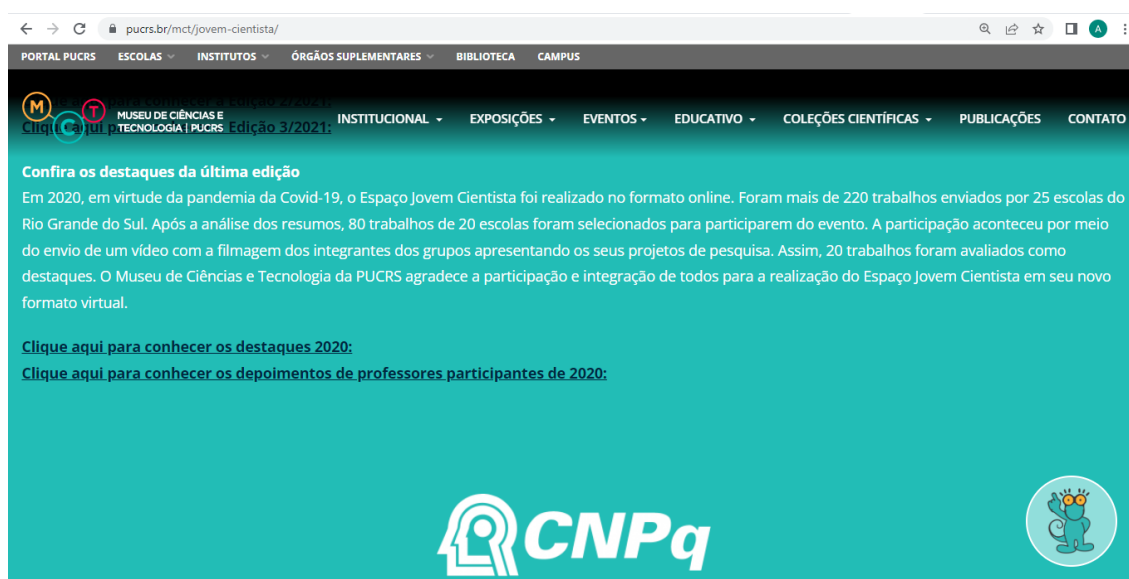 pucrs.br/mct/jovem-cientista/
A
PORTAL PUCRS ESCOLAS INSTITUTOS ÓRGÃOS SUPLEMENTARES BIBLIOTECA CAMPUS
para conhecer a Edição 2/2021:
M C T MUSEU DE CIÊNCIAS E
TECNOLOGIA | PUCRS
INSTITUCIONAL EXPOSIÇÕES EVENTOS EDUCATIVO COLEÇÕES CIENTÍFICAS PUBLICAÇÕES CONTATO
Clique aqui Edição 3/2021:
Confira os destaques da última edição
Em 2020, em virtude da pandemia da Covid-19, o Espaço Jovem Cientista foi realizado no formato online. Foram mais de 220 trabalhos enviados por 25 escolas do
Rio Grande do Sul. Após a análise dos resumos, 80 trabalhos de 20 escolas foram selecionados para participarem do evento. A participação aconteceu por meio
do envio de um vídeo com a filmagem dos integrantes dos grupos apresentando os seus projetos de pesquisa. Assim, 20 trabalhos foram avaliados como
destaques. O Museu de Ciências e Tecnologia da PUCRS agradece a participação e integração de todos para a realização do Espaço Jovem Cientista em seu novo
formato virtual.
Clique aqui para conhecer os destaques 2020:
Clique aqui para conhecer os depoimentos de professores participantes de 2020:
CNPq